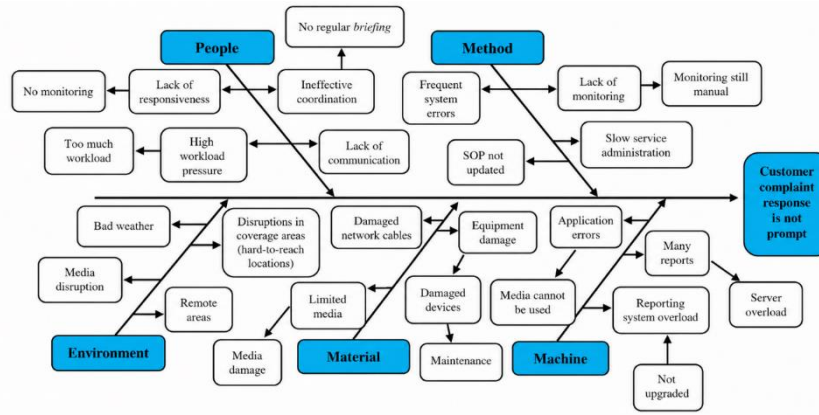 No regular briefing
People
Method
No monitoring
Lack of
responsiveness
Ineffective
coordination
Frequent
system
errors
Lack of
monitoring
Monitoring still
manual
Too much
workload
High
workload
pressure
Lack of
communication
SOP not
updated
Slow service
administration
Customer
complaint
response
is not
prompt
Bad weather
Disruptions in
coverage areas
(hard-to-reach
locations)
Damaged
network cables
Equipment
damage
Application
errors
Many
reports
Media
disruption
Remote
areas
Limited
media
Damaged
devices
Media cannot
be used
Reporting
system overload
Server
overload
Environment
Media
damage
Material
Maintenance
Machine
Not
upgraded